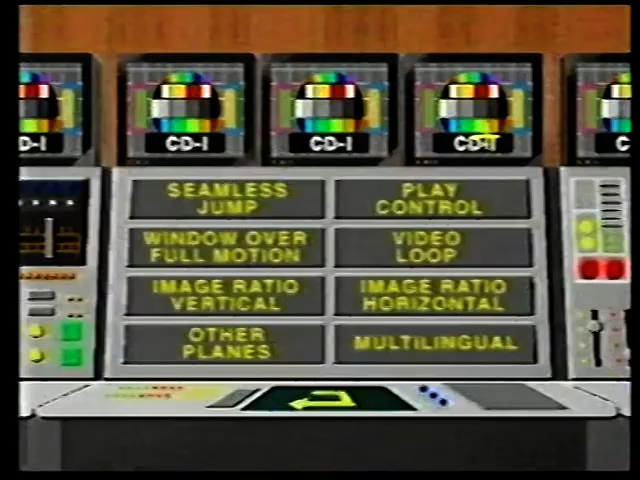 D-I
CD-I
CD-I
CD-I
C
SEAMLESS
JUMP
PLAY
CONTROL
WINDOW OVER
FULL MOTION
VIDEO
LOOP
IMAGE RATIO
VERTICAL
IMAGE RATIO
HORIZONTAL
OTHER
PLANES
MULTILINGUAL